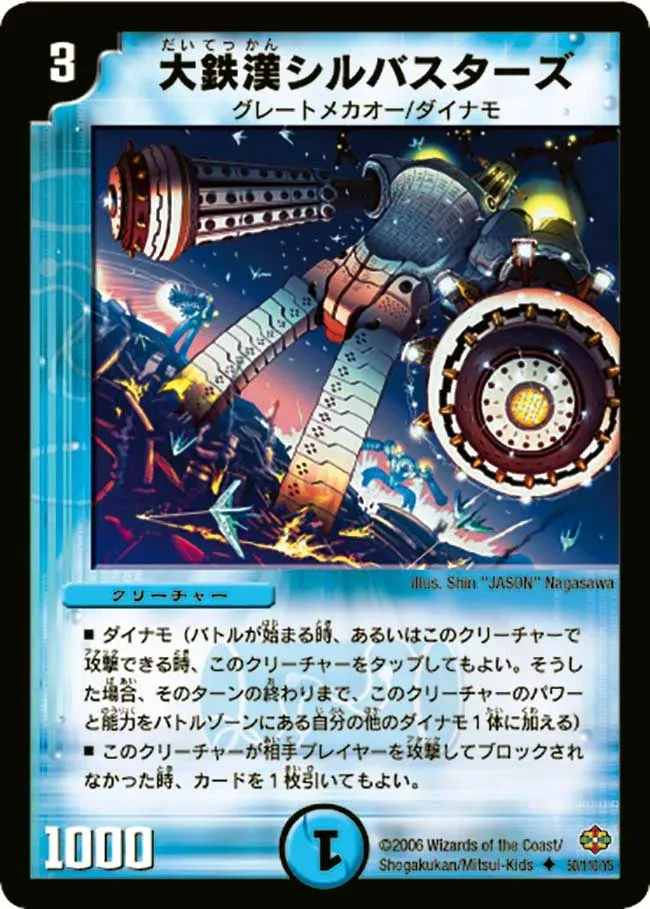 3
だいてっかん
大鉄漢シルバスターズ
グレートメカオー/ダイナモ
illus. Shin "JASON" Nagasawa
クリーチャー
■ ダイナモ（バトルが始まる時、あるいはこのクリーチャーで
攻撃できる時、このクリーチャーをタップしてもよい。そうし
た場合、そのターンの終わりまで、このクリーチャーのパワー
と能力をバトルゾーンにある自分の他のダイナモ1体に加える）
■ このクリーチャーが相手プレイヤーを攻撃してブロックされ
なかった時、カードを1枚引いてもよい。
1000
1
©2006 Wizards of the Coast/
Shogakukan/Mitsui-Kids
50/110 Y5